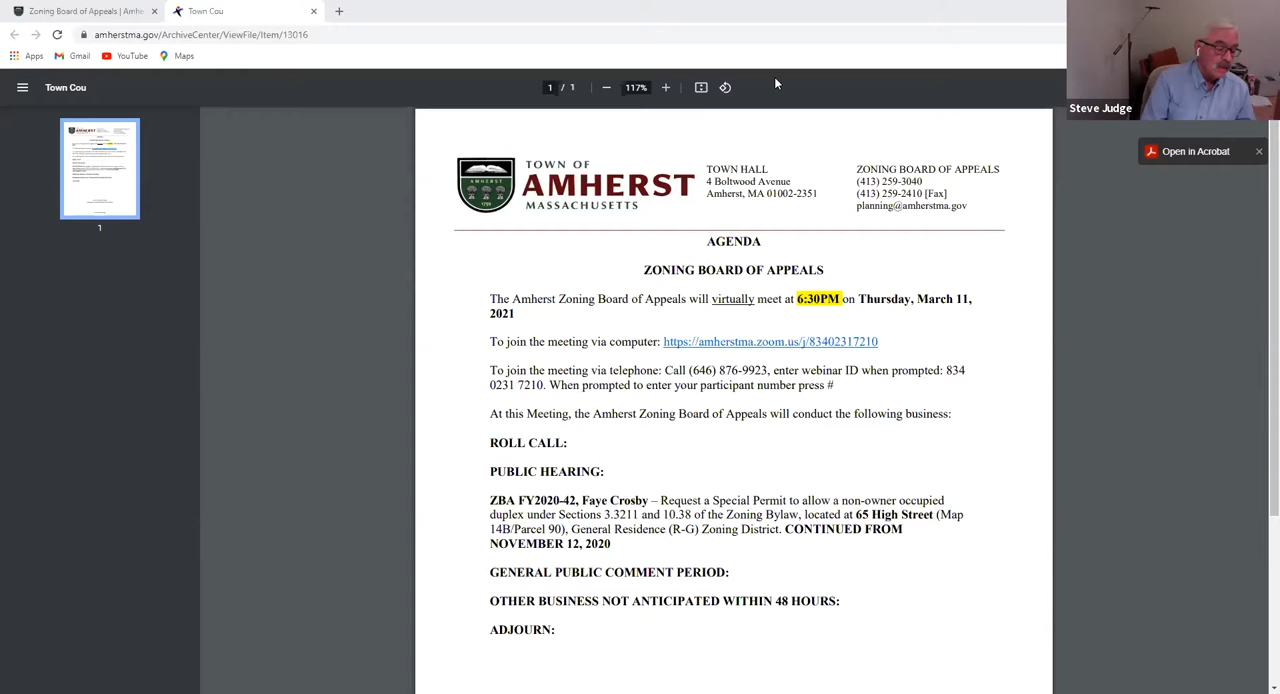 Zoning Board of Appeals | Amhe
Town Cou
amherstma.gov/ArchiveCenter/ViewFile/Item/13016
Apps
Gmail
YouTube
Maps
Town Cou
1 / 1
117%
Steve Judge
Open in Acrobat
1
TOWN OF
AMHERST
MASSACHUSETTS
TOWN HALL
4 Boltwood Avenue
Amherst, MA 01002-2351
ZONING BOARD OF APPEALS
(413) 259-3040
(413) 259-2410 [Fax]
planning@amherstma.gov
AGENDA
ZONING BOARD OF APPEALS
The Amherst Zoning Board of Appeals will virtually meet at 6:30PM on Thursday, March 11,
2021
To join the meeting via computer: https://amherstma.zoom.us/j/83402317210
To join the meeting via telephone: Call (646) 876-9923, enter webinar ID when prompted: 834
0231 7210. When prompted to enter your participant number press #
At this Meeting, the Amherst Zoning Board of Appeals will conduct the following business:
ROLL CALL:
PUBLIC HEARING:
ZBA FY2020-42, Faye Crosby – Request a Special Permit to allow a non-owner occupied
duplex under Sections 3.3211 and 10.38 of the Zoning Bylaw, located at 65 High Street (Map
14B/Parcel 90), General Residence (R-G) Zoning District. CONTINUED FROM
NOVEMBER 12, 2020
GENERAL PUBLIC COMMENT PERIOD:
OTHER BUSINESS NOT ANTICIPATED WITHIN 48 HOURS:
ADJOURN: